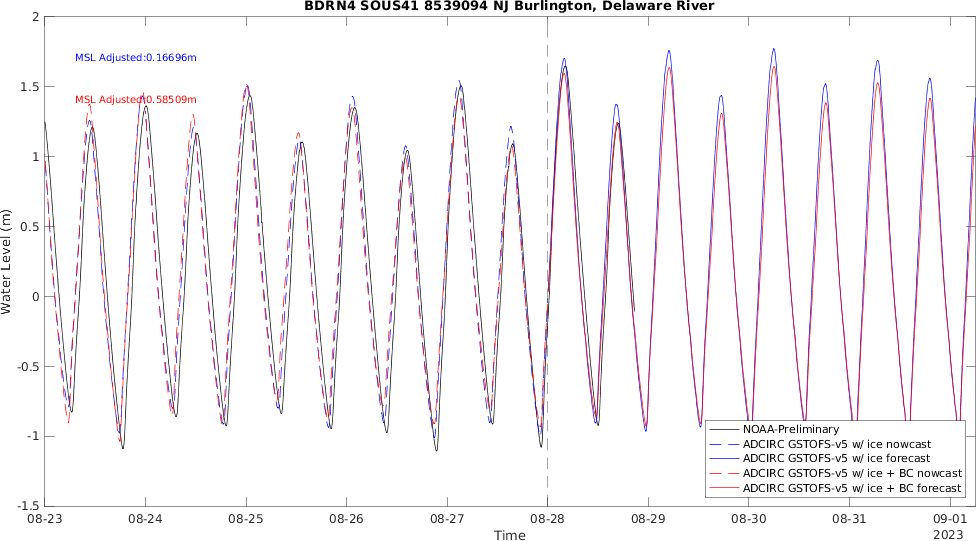 BDRN4 SOUS41 8539094 NJ Burlington, Delaware River
2
1.5
1
0.5
0
-0.5
-1
-1.5
Water Level (m)
MSL Adjusted:0.16696m
MSL Adjusted:0.58509m
NOAA-Preliminary
ADCIRC GSTOFS-v5 w/ ice nowcast
ADCIRC GSTOFS-v5 w/ ice forecast
ADCIRC GSTOFS-v5 w/ ice + BC nowcast
ADCIRC GSTOFS-v5 w/ ice + BC forecast
08-23 08-24 08-25 08-26 08-27 08-28 08-29 08-30 08-31 09-01
2023
Time